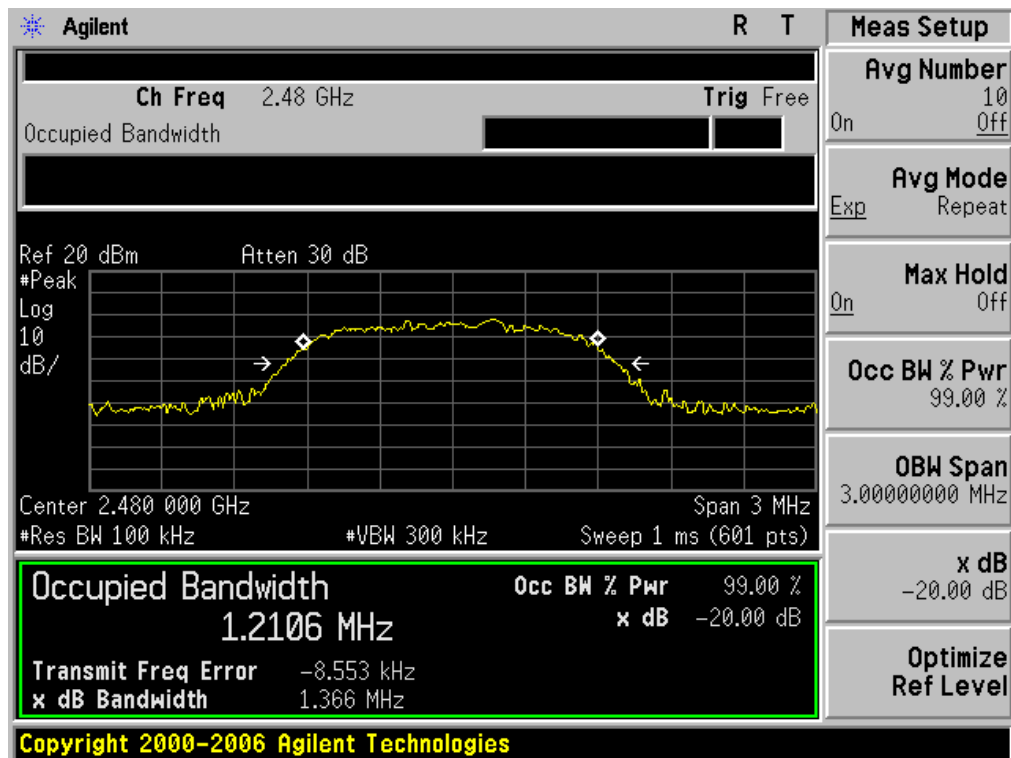 Agilent R T
Ch Freq 2.48 GHz Trig Free
Occupied Bandwidth
Ref 20 dBm Atten 30 dB
#Peak
Log
10
dB/
Center 2.480 000 GHz Span 3 MHz
#Res BW 100 kHz #VBW 300 kHz Sweep 1 ms (601 pts)
Occupied Bandwidth Occ BW % Pwr 99.00 %
1.2106 MHz x dB -20.00 dB
Transmit Freq Error -8.553 kHz
x dB Bandwidth 1.366 MHz
Meas Setup
Avg Number
10
On Off
Avg Mode
Exp Repeat
Max Hold
On Off
Occ BW % Pwr
99.00 %
OBW Span
3.00000000 MHz
x dB
-20.00 dB
Optimize
Ref Level
Copyright 2000-2006 Agilent Technologies